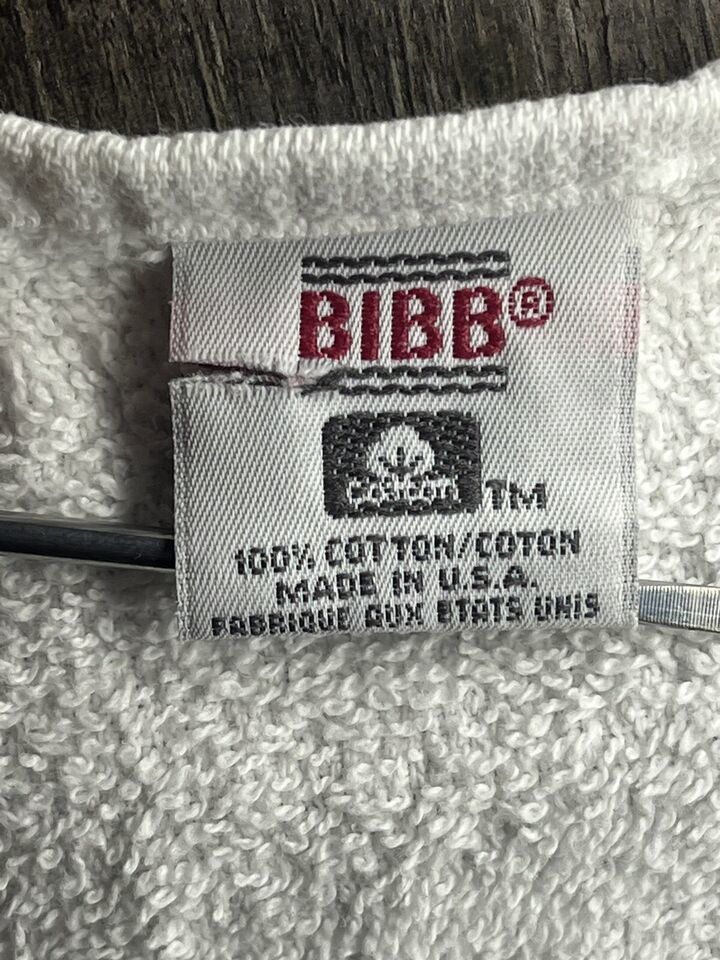 BIBB®
cotton TM
100% COTTON/COTON
MADE IN U.S.A.
FABRIQUE AUX ETATS UNIS